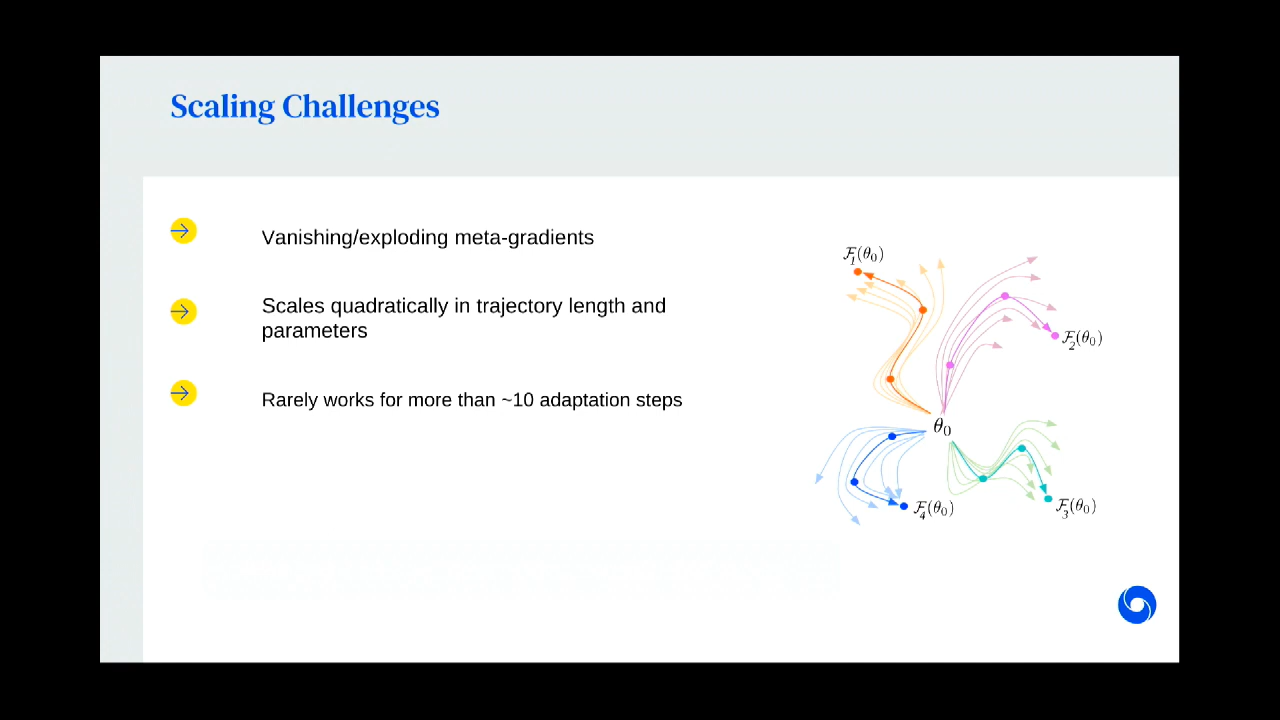 Scaling Challenges
Vanishing/exploding meta-gradients
Scales quadratically in trajectory length and
parameters
Rarely works for more than ~10 adaptation steps
ℱ₁(θ₀)
ℱ₂(θ₀)
θ₀
ℱ₃(θ₀)
ℱ₄(θ₀)